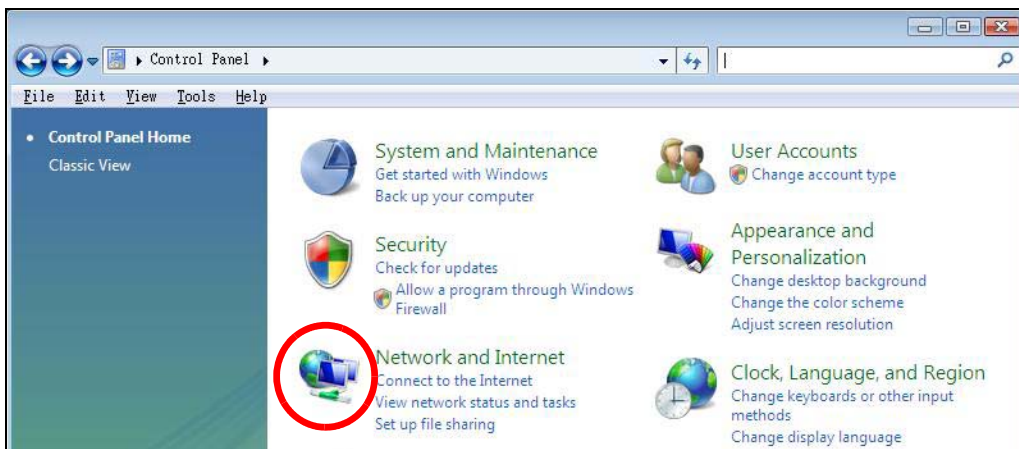 Control Panel
File Edit View Tools Help
Control Panel Home
Classic View
System and Maintenance
Get started with Windows
Back up your computer
Security
Check for updates
Allow a program through Windows
Firewall
Network and Internet
Connect to the Internet
View network status and tasks
Set up file sharing
User Accounts
Change account type
Appearance and
Personalization
Change desktop background
Change the color scheme
Adjust screen resolution
Clock, Language, and Region
Change keyboards or other input
methods
Change display language